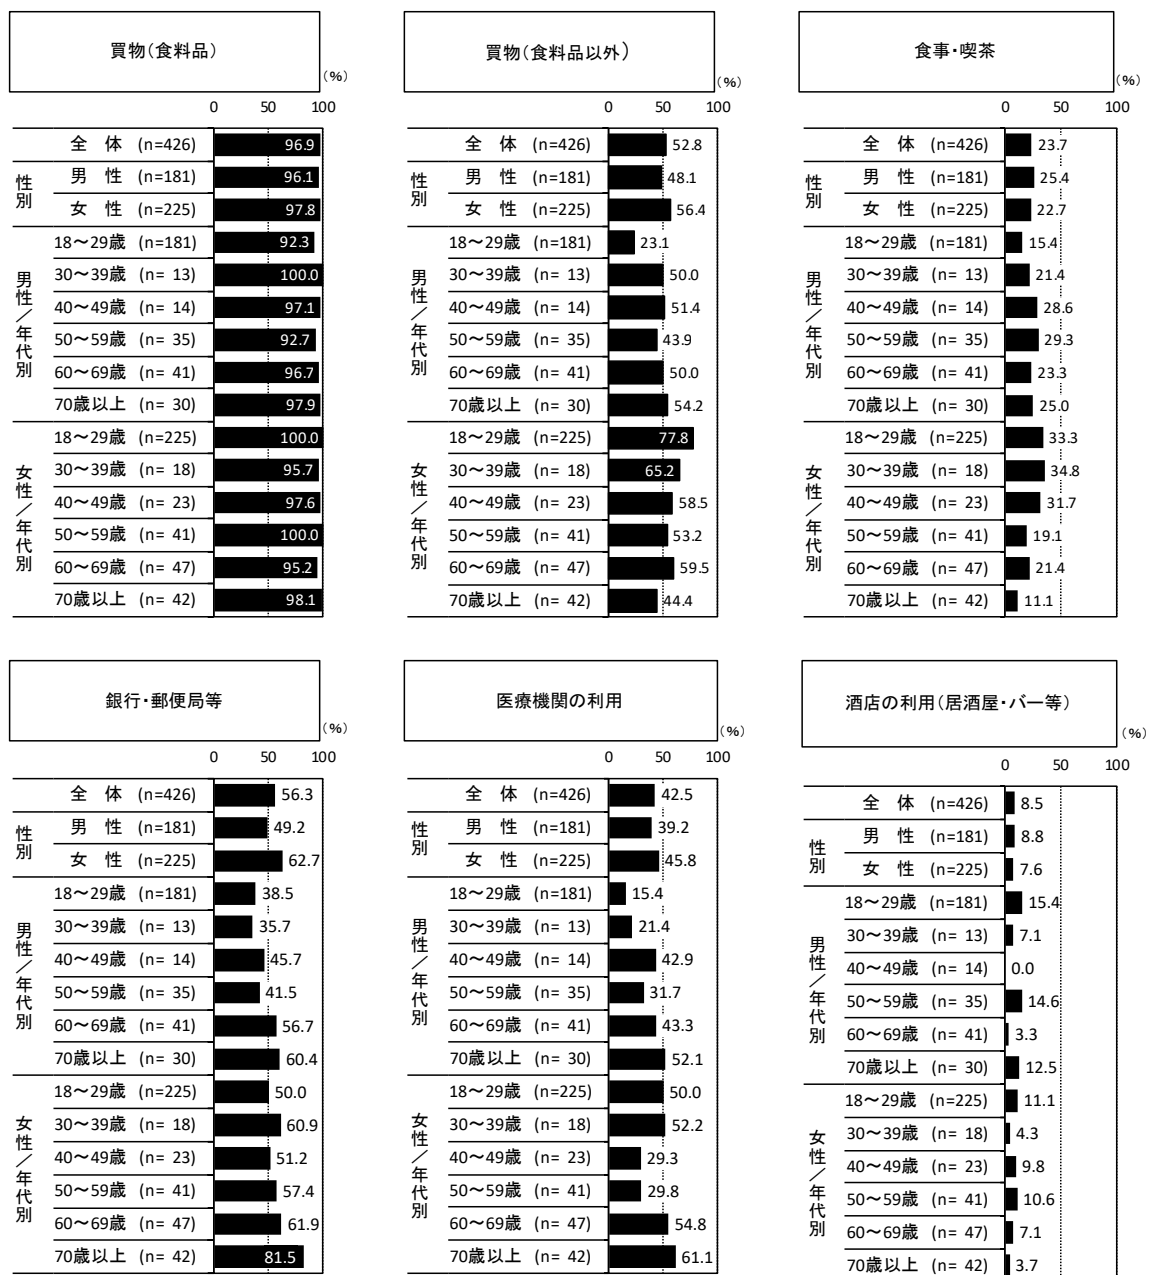 買物(食料品)
(%)
0 50 100
全 体 (n=426) 96.9
性別
男 性 (n=181) 96.1
女 性 (n=225) 97.8
男性／年代別
18～29歳 (n=181) 92.3
30～39歳 (n= 13) 100.0
40～49歳 (n= 14) 97.1
50～59歳 (n= 35) 92.7
60～69歳 (n= 41) 96.7
70歳以上 (n= 30) 97.9
女性／年代別
18～29歳 (n=225) 100.0
30～39歳 (n= 18) 95.7
40～49歳 (n= 23) 97.6
50～59歳 (n= 41) 100.0
60～69歳 (n= 47) 95.2
70歳以上 (n= 42) 98.1
買物(食料品以外)
(%)
0 50 100
全 体 (n=426) 52.8
性別
男 性 (n=181) 48.1
女 性 (n=225) 56.4
男性／年代別
18～29歳 (n=181) 23.1
30～39歳 (n= 13) 50.0
40～49歳 (n= 14) 51.4
50～59歳 (n= 35) 43.9
60～69歳 (n= 41) 50.0
70歳以上 (n= 30) 54.2
女性／年代別
18～29歳 (n=225) 77.8
30～39歳 (n= 18) 65.2
40～49歳 (n= 23) 58.5
50～59歳 (n= 41) 53.2
60～69歳 (n= 47) 59.5
70歳以上 (n= 42) 44.4
食事・喫茶
(%)
0 50 100
全 体 (n=426) 23.7
性別
男 性 (n=181) 25.4
女 性 (n=225) 22.7
男性／年代別
18～29歳 (n=181) 15.4
30～39歳 (n= 13) 21.4
40～49歳 (n= 14) 28.6
50～59歳 (n= 35) 29.3
60～69歳 (n= 41) 23.3
70歳以上 (n= 30) 25.0
女性／年代別
18～29歳 (n=225) 33.3
30～39歳 (n= 18) 34.8
40～49歳 (n= 23) 31.7
50～59歳 (n= 41) 19.1
60～69歳 (n= 47) 21.4
70歳以上 (n= 42) 11.1
銀行・郵便局等
(%)
0 50 100
全 体 (n=426) 56.3
性別
男 性 (n=181) 49.2
女 性 (n=225) 62.7
男性／年代別
18～29歳 (n=181) 38.5
30～39歳 (n= 13) 35.7
40～49歳 (n= 14) 45.7
50～59歳 (n= 35) 41.5
60～69歳 (n= 41) 56.7
70歳以上 (n= 30) 60.4
女性／年代別
18～29歳 (n=225) 50.0
30～39歳 (n= 18) 60.9
40～49歳 (n= 23) 51.2
50～59歳 (n= 41) 57.4
60～69歳 (n= 47) 61.9
70歳以上 (n= 42) 81.5
医療機関の利用
(%)
0 50 100
全 体 (n=426) 42.5
性別
男 性 (n=181) 39.2
女 性 (n=225) 45.8
男性／年代別
18～29歳 (n=181) 15.4
30～39歳 (n= 13) 21.4
40～49歳 (n= 14) 42.9
50～59歳 (n= 35) 31.7
60～69歳 (n= 41) 43.3
70歳以上 (n= 30) 52.1
女性／年代別
18～29歳 (n=225) 50.0
30～39歳 (n= 18) 52.2
40～49歳 (n= 23) 29.3
50～59歳 (n= 41) 29.8
60～69歳 (n= 47) 54.8
70歳以上 (n= 42) 61.1
酒店の利用(居酒屋・バー等)
(%)
0 50 100
全 体 (n=426) 8.5
性別
男 性 (n=181) 8.8
女 性 (n=225) 7.6
男性／年代別
18～29歳 (n=181) 15.4
30～39歳 (n= 13) 7.1
40～49歳 (n= 14) 0.0
50～59歳 (n= 35) 14.6
60～69歳 (n= 41) 3.3
70歳以上 (n= 30) 12.5
女性／年代別
18～29歳 (n=225) 11.1
30～39歳 (n= 18) 4.3
40～49歳 (n= 23) 9.8
50～59歳 (n= 41) 10.6
60～69歳 (n= 47) 7.1
70歳以上 (n= 42) 3.7